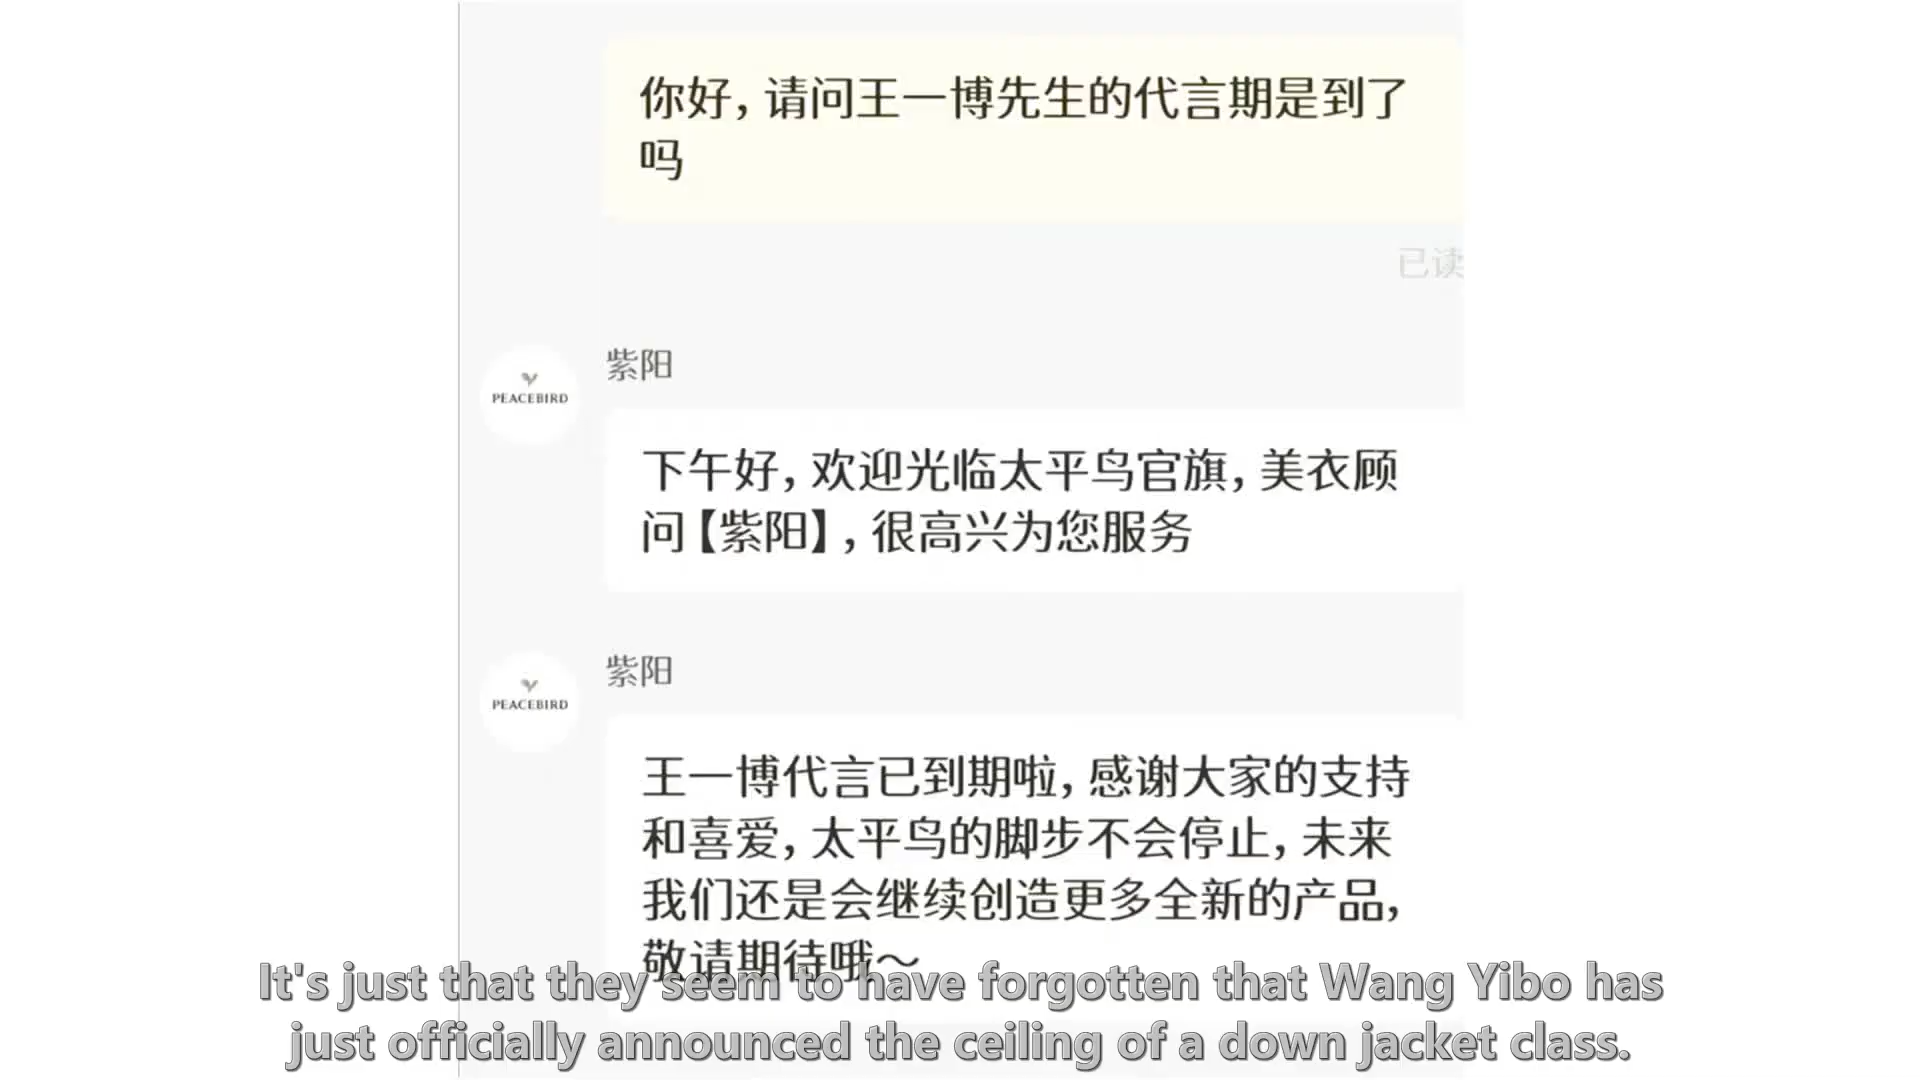 你好，请问王一博先生的代言期是到了
吗
已读
紫阳
PEACEBIRD
下午好，欢迎光临太平鸟官旗，美衣顾
问【紫阳】，很高兴为您服务
紫阳
PEACEBIRD
王一博代言已到期啦，感谢大家的支持
和喜爱，太平鸟的脚步不会停止，未来
我们还是会继续创造更多全新的产品，
敬请期待哦～
It's just that they seem to have forgotten that Wang Yibo has
just officially announced the ceiling of a down jacket class.